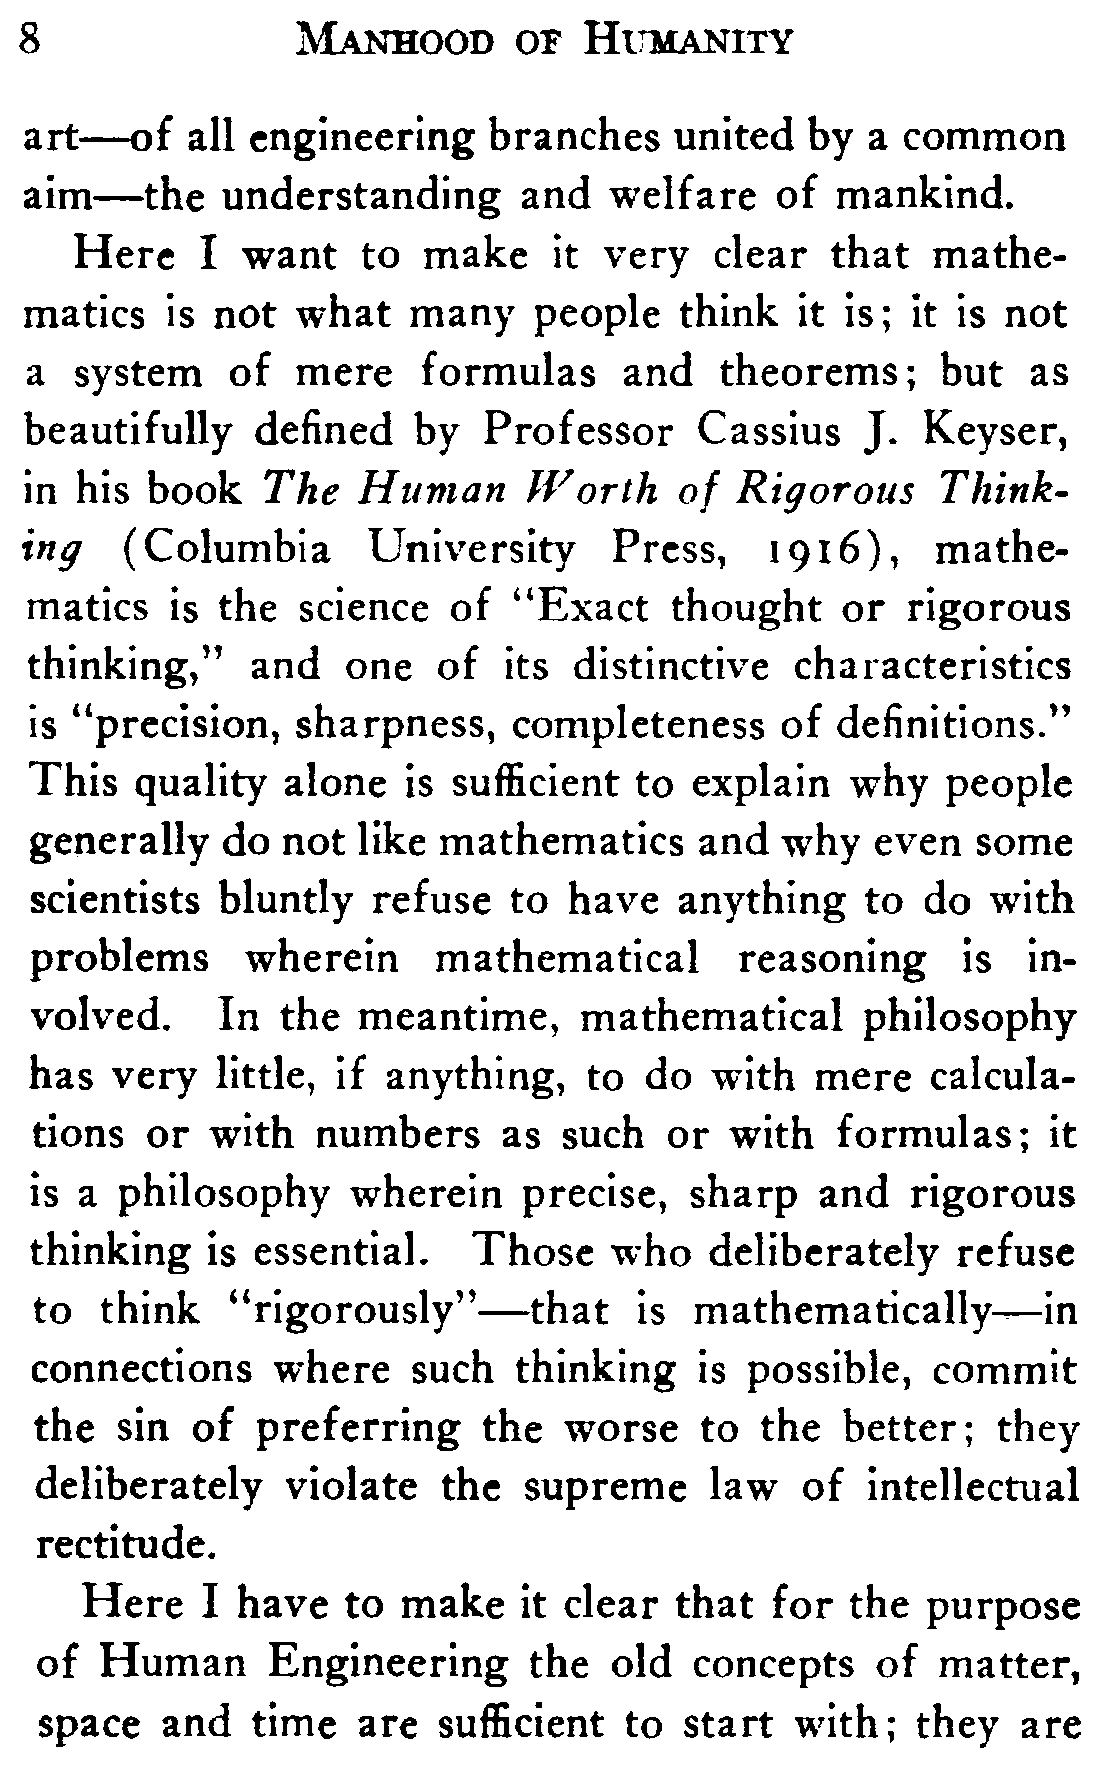 8 MANHOOD OF HUMANITY
art—of all engineering branches united by a common
aim—the understanding and welfare of mankind.
Here I want to make it very clear that mathe-
matics is not what many people think it is; it is not
a system of mere formulas and theorems; but as
beautifully defined by Professor Cassius J. Keyser,
in his book The Human Worth of Rigorous Think-
ing (Columbia University Press, 1916), mathe-
matics is the science of "Exact thought or rigorous
thinking," and one of its distinctive characteristics
is "precision, sharpness, completeness of definitions."
This quality alone is sufficient to explain why people
generally do not like mathematics and why even some
scientists bluntly refuse to have anything to do with
problems wherein mathematical reasoning is in-
volved. In the meantime, mathematical philosophy
has very little, if anything, to do with mere calcula-
tions or with numbers as such or with formulas; it
is a philosophy wherein precise, sharp and rigorous
thinking is essential. Those who deliberately refuse
to think "rigorously"—that is mathematically—in
connections where such thinking is possible, commit
the sin of preferring the worse to the better; they
deliberately violate the supreme law of intellectual
rectitude.
Here I have to make it clear that for the purpose
of Human Engineering the old concepts of matter,
space and time are sufficient to start with; they are